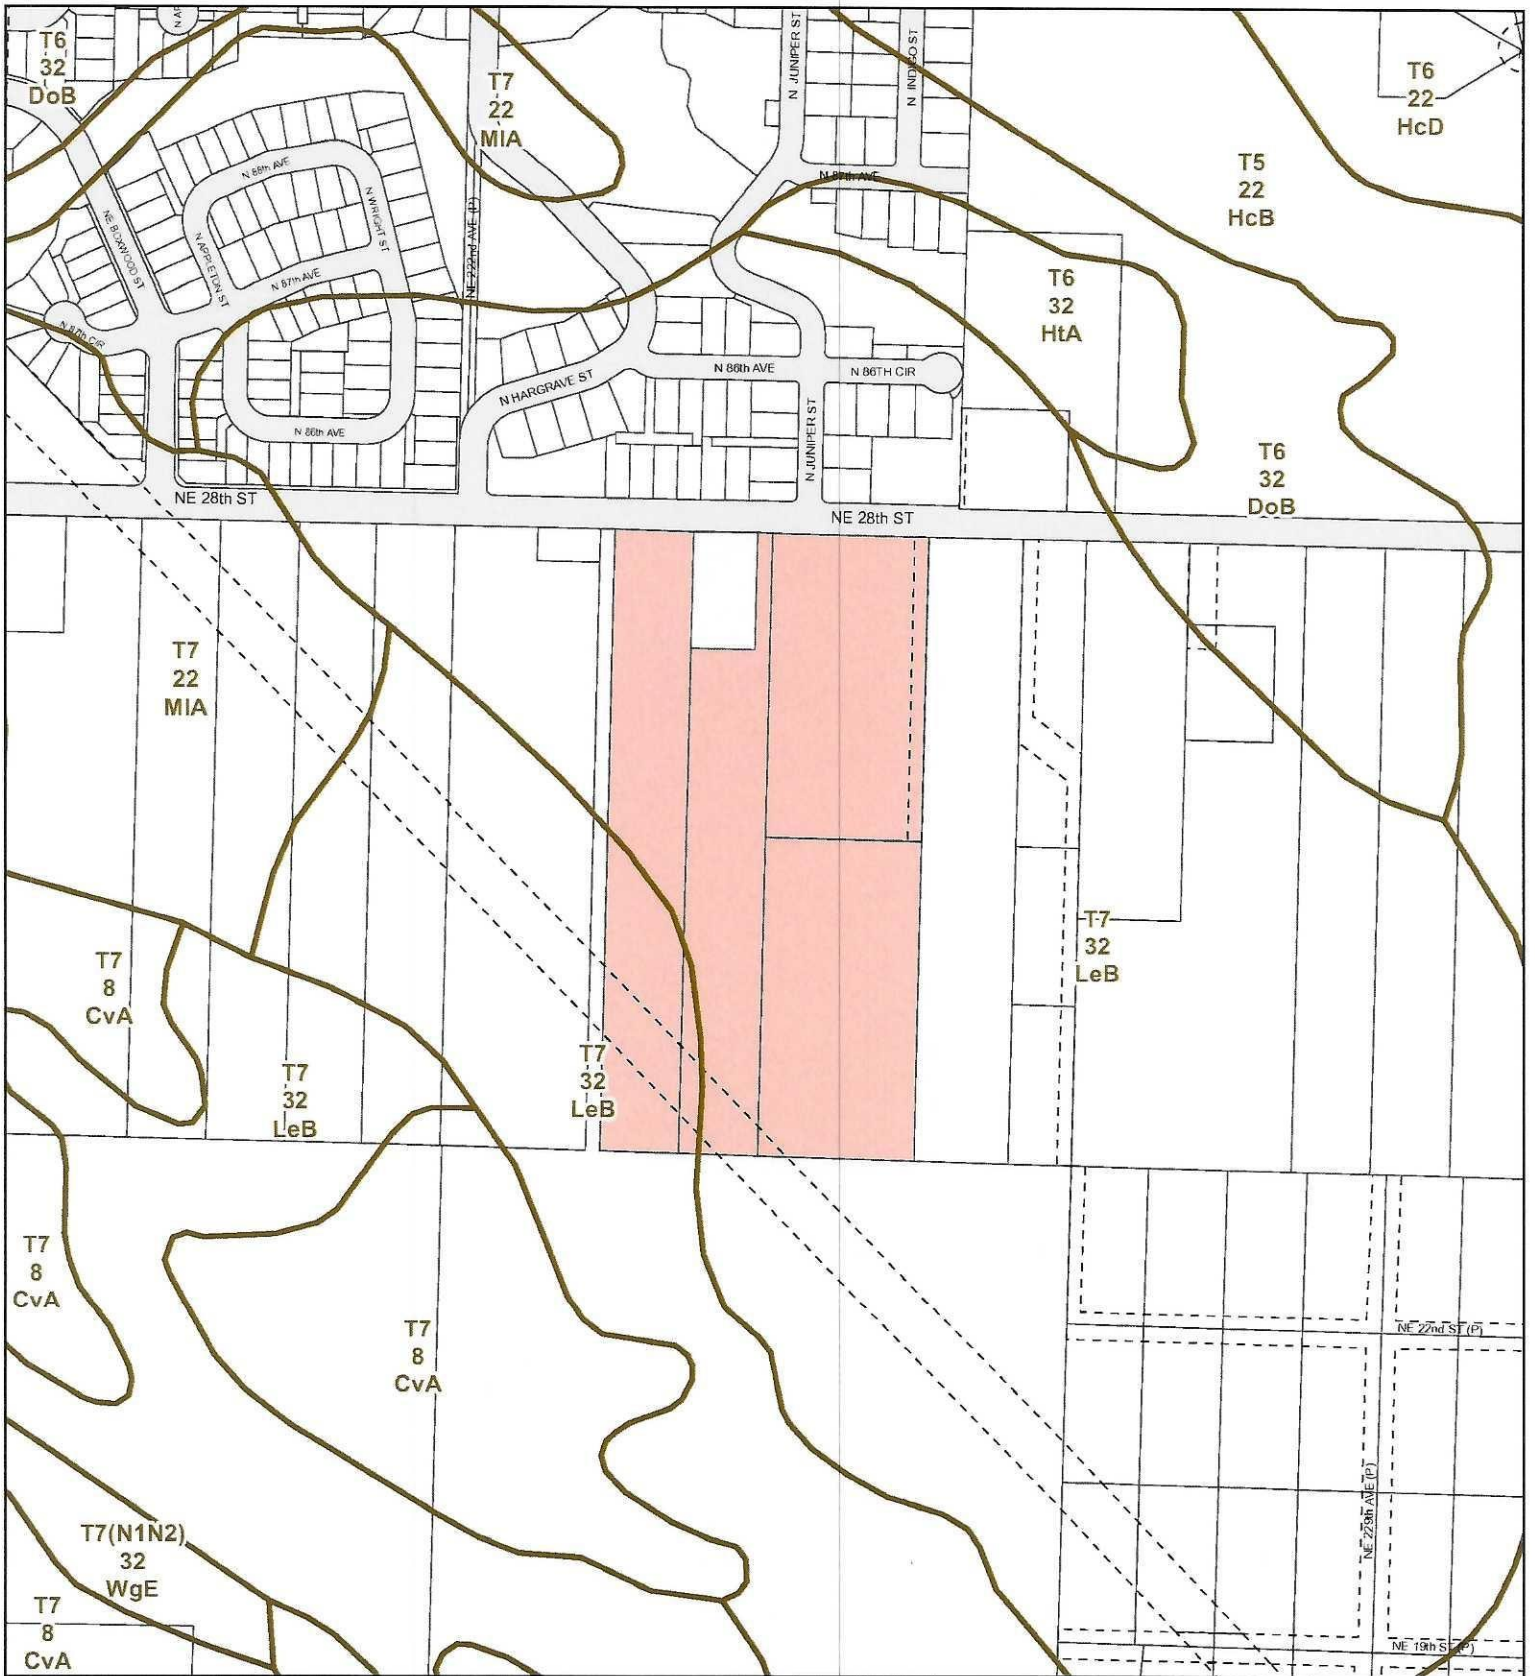 T6
32
DoB
N AP
T7
22
MIA
N JUNIPER ST
N INDIGO ST
T6
22
HcD
T5
22
HcB
N 88th AVE
N WRIGHT ST
N 87th AVE
NE BOXWOOD ST
N APPLETON ST
N 87th AVE
NE 222nd AVE (P)
T6
32
HtA
N 87th CIR
N HARGRAVE ST
N 86th AVE
N 86TH CIR
N 86th AVE
N JUNIPER ST
T6
32
DoB
NE 28th ST
NE 28th ST
T7
22
MIA
T7
32
LeB
T7
8
CvA
T7
32
LeB
T7
32
LeB
T7
8
CvA
T7
8
CvA
NE 22nd ST (P)
NE 229th AVE (P)
T7(N1N2)
32
WgE
T7
8
CvA
NE 19th ST (P)